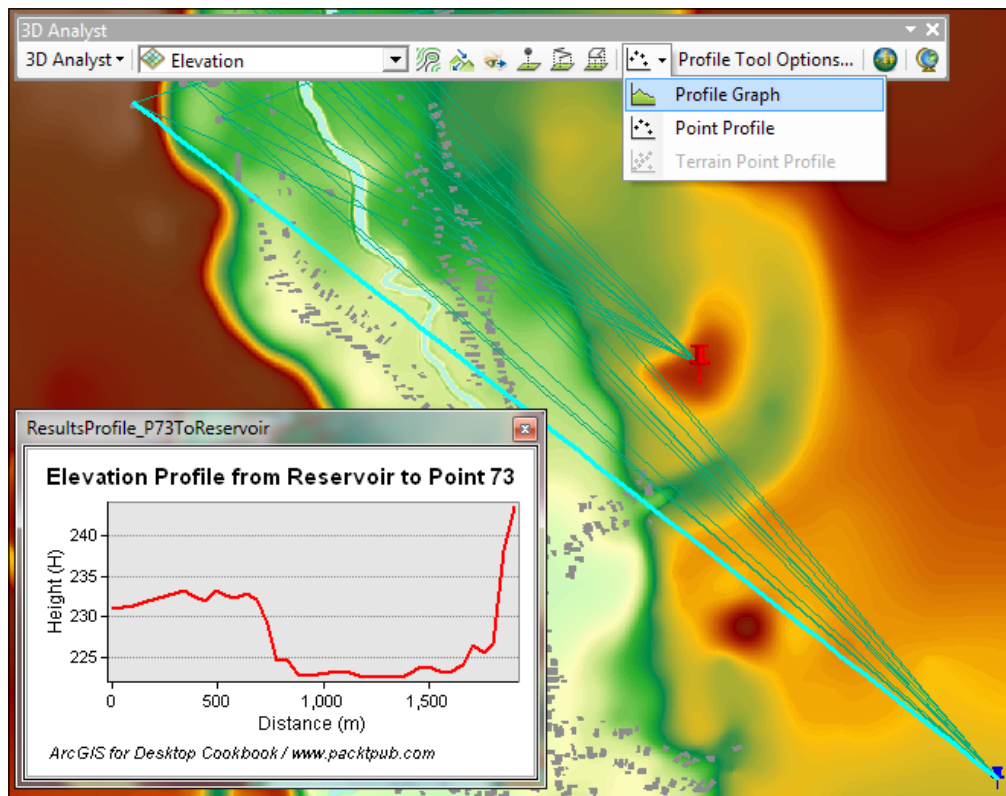 3D Analyst
3D Analyst Elevation Profile Tool Options...
Profile Graph
Point Profile
Terrain Point Profile
ResultsProfile_P73ToReservoir
Elevation Profile from Reservoir to Point 73
Height (H)
240
235
230
225
0 500 1,000 1,500
Distance (m)
ArcGIS for Desktop Cookbook / www.packtpub.com